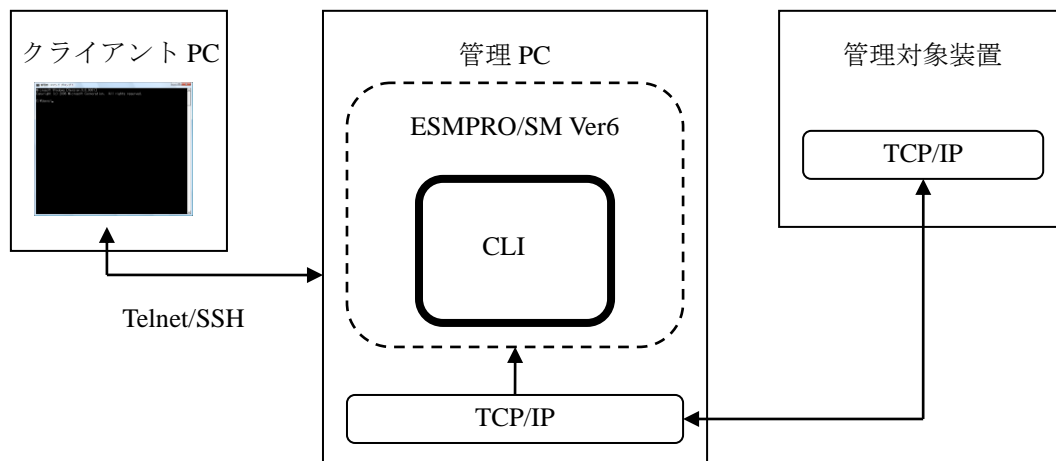 クライアント PC
管理 PC
管理対象装置
ESMPRO/SM Ver6
TCP/IP
CLI
Telnet/SSH
TCP/IP